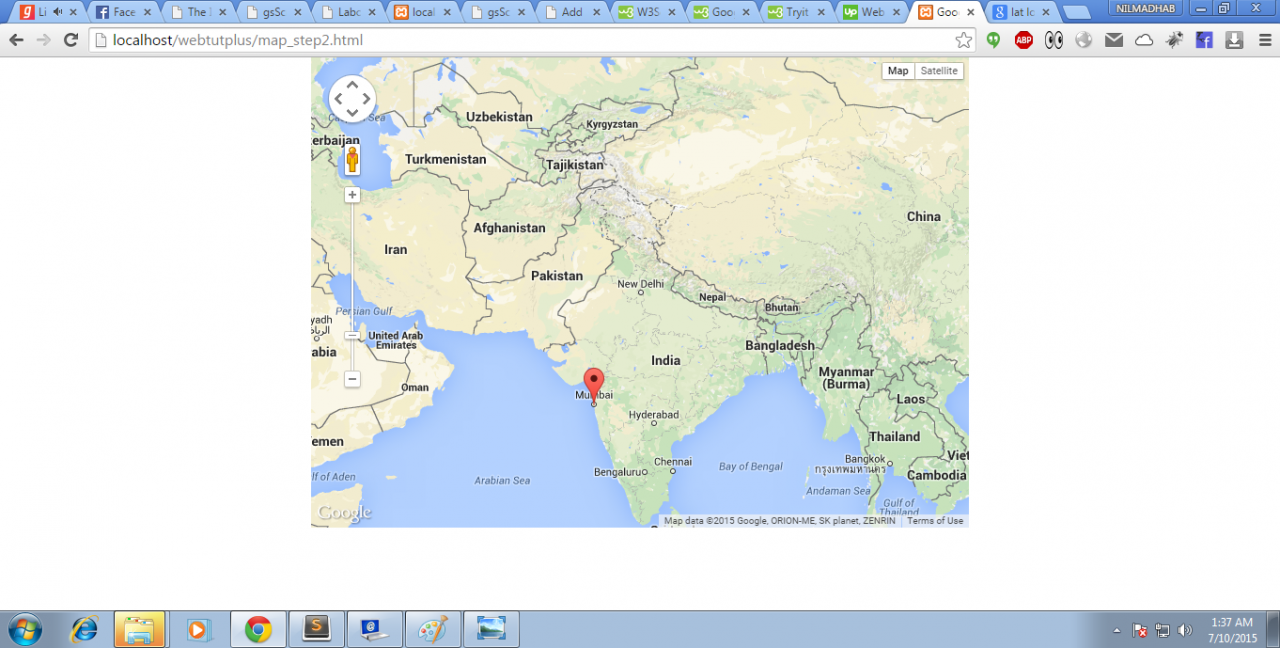 Li
Face
The
gsSc
Labc
local
gsSc
Add
W3S
Goo
Tryit
Web
Goo
lat lc
NILMADHAB
localhost/webtutplus/map_step2.html
ABP
Map Satellite
Uzbekistan
Kyrgyzstan
erbaijan
Turkmenistan
Tajikistan
China
Afghanistan
Iran
Pakistan
New Delhi
Nepal
Bhutan
Persian Gulf
yadh
United Arab
Emirates
Bangladesh
abia
India
Myanmar
(Burma)
Oman
Mumbai
Laos
Hyderabad
emen
Thailand
Viet
Bangkok
กรุงเทพมหานคร
Chennai
Bengaluru
Bay of Bengal
Cambodia
lf of Aden
Arabian Sea
Andaman Sea
Gulf of
Thailand
Google
Map data ©2015 Google, ORION-ME, SK planet, ZENRIN
Terms of Use
1:37 AM
7/10/2015